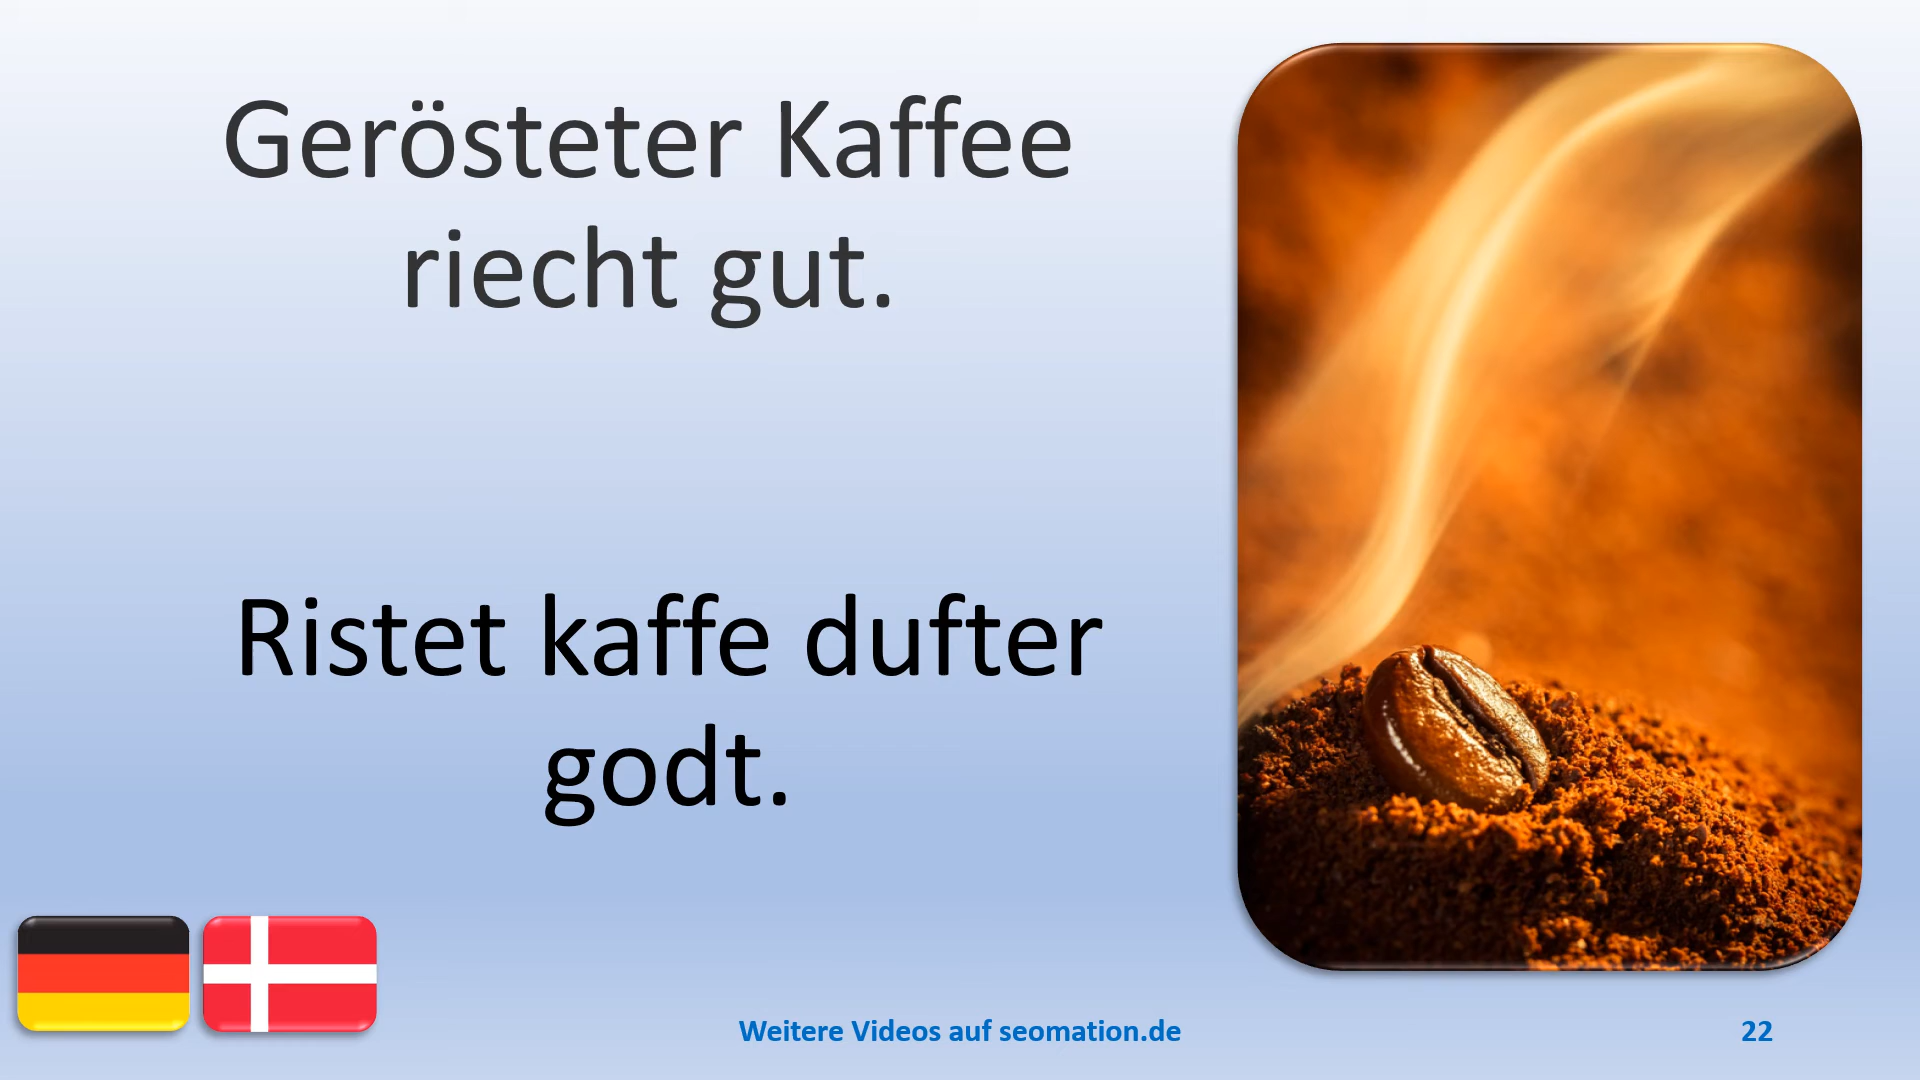 Gerösteter Kaffee
riecht gut.
Ristet kaffe dufter
godt.
Weitere Videos auf seomation.de
22